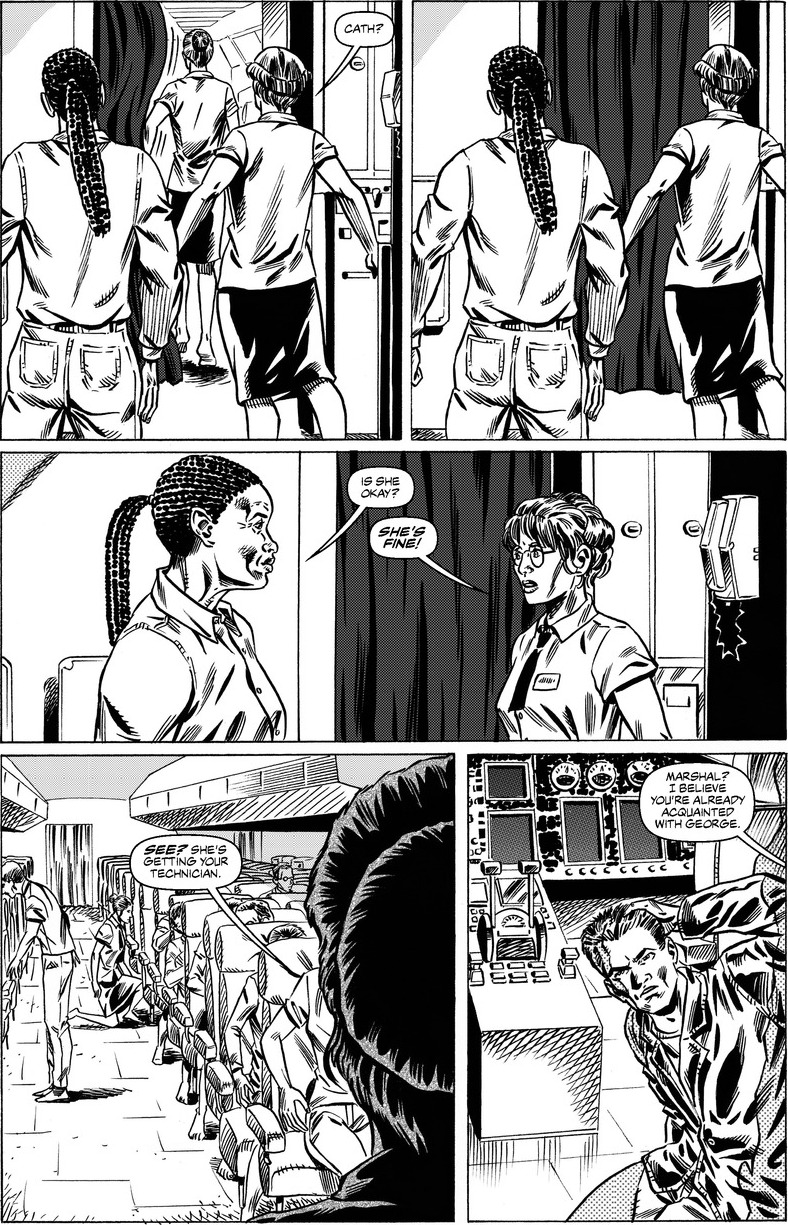 CATH?
IS SHE
OKAY?
SHE'S
FINE!
SEE? SHE'S
GETTING YOUR
TECHNICIAN.
MARSHAL?
I BELIEVE
YOU'RE ALREADY
ACQUAINTED
WITH GEORGE.